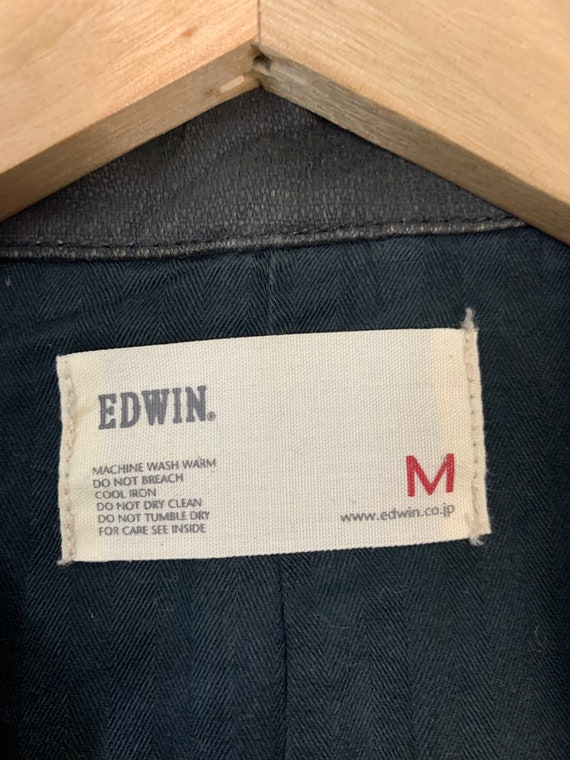 EDWIN®
MACHINE WASH WARM
DO NOT BREACH
COOL IRON
DO NOT DRY CLEAN
DO NOT TUMBLE DRY
FOR CARE SEE INSIDE
M
www.edwin.co.jp